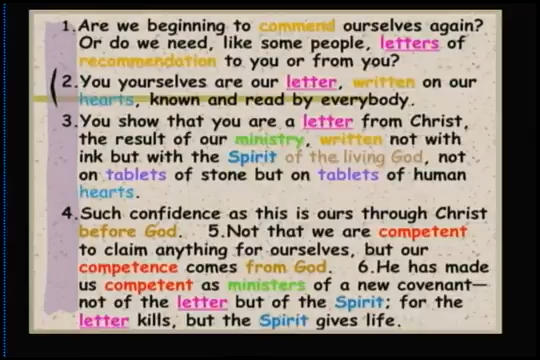 1.Are we beginning to commend ourselves again?
Or do we need, like some people, letters of
recommendation to you or from you?
2.You yourselves are our letter, written on our
hearts, known and read by everybody.
3.You show that you are a letter from Christ,
the result of our ministry, written not with
ink but with the Spirit of the living God, not
on tablets of stone but on tablets of human
hearts.
4.Such confidence as this is ours through Christ
before God. 5.Not that we are competent
to claim anything for ourselves, but our
competence comes from God. 6.He has made
us competent as ministers of a new covenant—
not of the letter but of the Spirit; for the
letter kills, but the Spirit gives life.